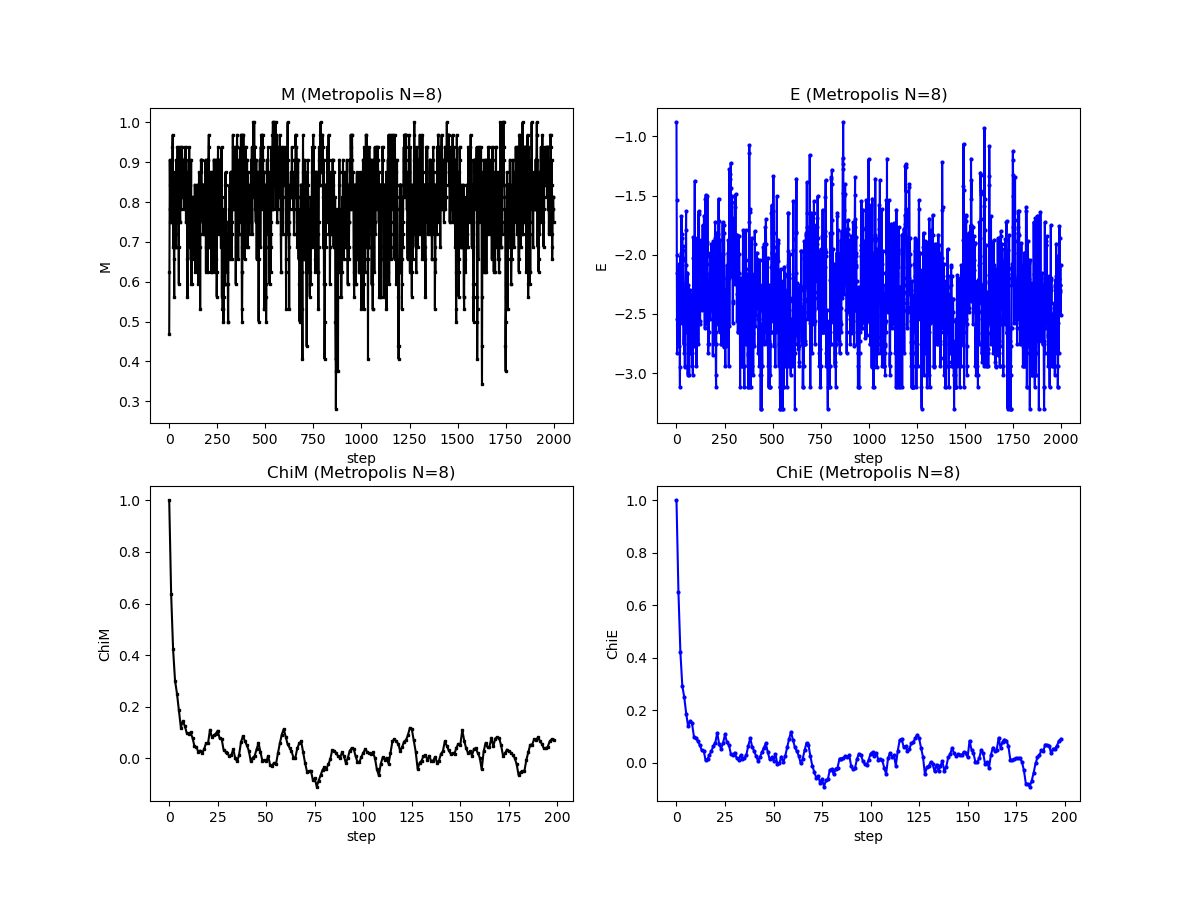 M (Metropolis N=8)
1.0
0.9
0.8
0.7
0.6
0.5
0.4
0.3
M
0 250 500 750 1000 1250 1500 1750 2000
step
E (Metropolis N=8)
−1.0
−1.5
−2.0
−2.5
−3.0
E
0 250 500 750 1000 1250 1500 1750 2000
step
ChiM (Metropolis N=8)
1.0
0.8
0.6
0.4
0.2
0.0
ChiM
0 25 50 75 100 125 150 175 200
step
ChiE (Metropolis N=8)
1.0
0.8
0.6
0.4
0.2
0.0
ChiE
0 25 50 75 100 125 150 175 200
step